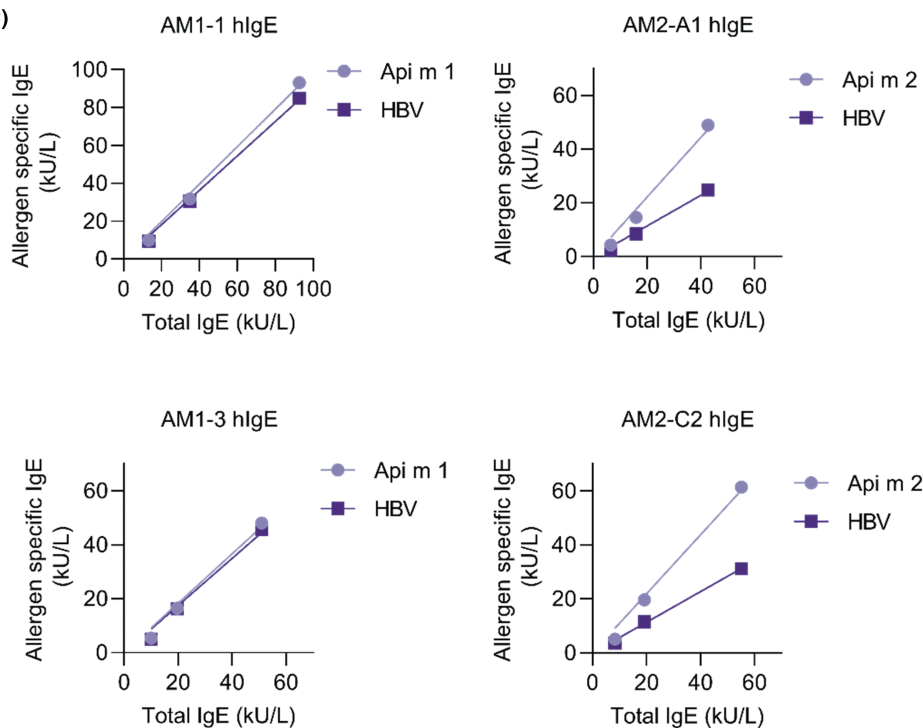 )
AM1-1 hIgE
Allergen specific IgE
(kU/L)
100
80
60
40
20
0
0 20 40 60 80 100
Total IgE (kU/L)
Api m 1
HBV
AM2-A1 hIgE
Allergen specific IgE
(kU/L)
60
40
20
0
0 20 40 60
Total IgE (kU/L)
Api m 2
HBV
AM1-3 hIgE
Allergen specific IgE
(kU/L)
60
40
20
0
0 20 40 60
Total IgE (kU/L)
Api m 1
HBV
AM2-C2 hIgE
Allergen specific IgE
(kU/L)
60
40
20
0
0 20 40 60
Total IgE (kU/L)
Api m 2
HBV